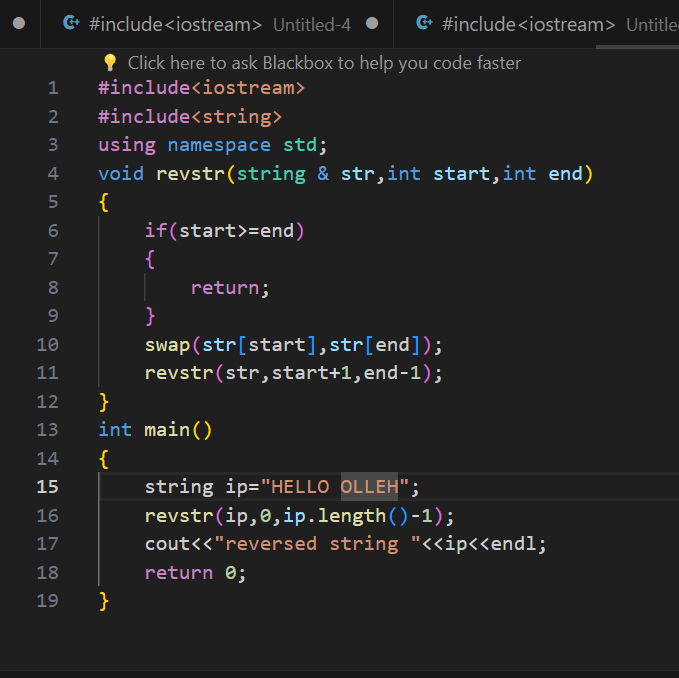 #include<iostream> Untitled-4 #include<iostream>
Click here to ask Blackbox to help you code faster
1 #include<iostream>
2 #include<string>
3 using namespace std;
4 void revstr(string & str,int start,int end)
5 {
6 if(start>=end)
7 {
8 return;
9 }
10 swap(str[start],str[end]);
11 revstr(str,start+1,end-1);
12 }
13 int main()
14 {
15 string ip="HELLO OLLEH";
16 revstr(ip,0,ip.length()-1);
17 cout<<"reversed string "<<ip<<endl;
18 return 0;
19 }